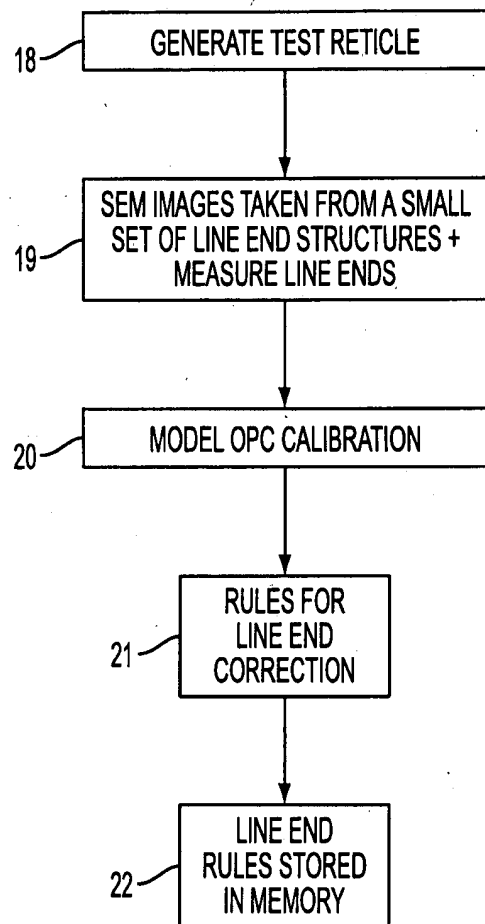 18
GENERATE TEST RETICLE
19
SEM IMAGES TAKEN FROM A SMALL
SET OF LINE END STRUCTURES +
MEASURE LINE ENDS
20
MODEL OPC CALIBRATION
21
RULES FOR
LINE END
CORRECTION
22
LINE END
RULES STORED
IN MEMORY